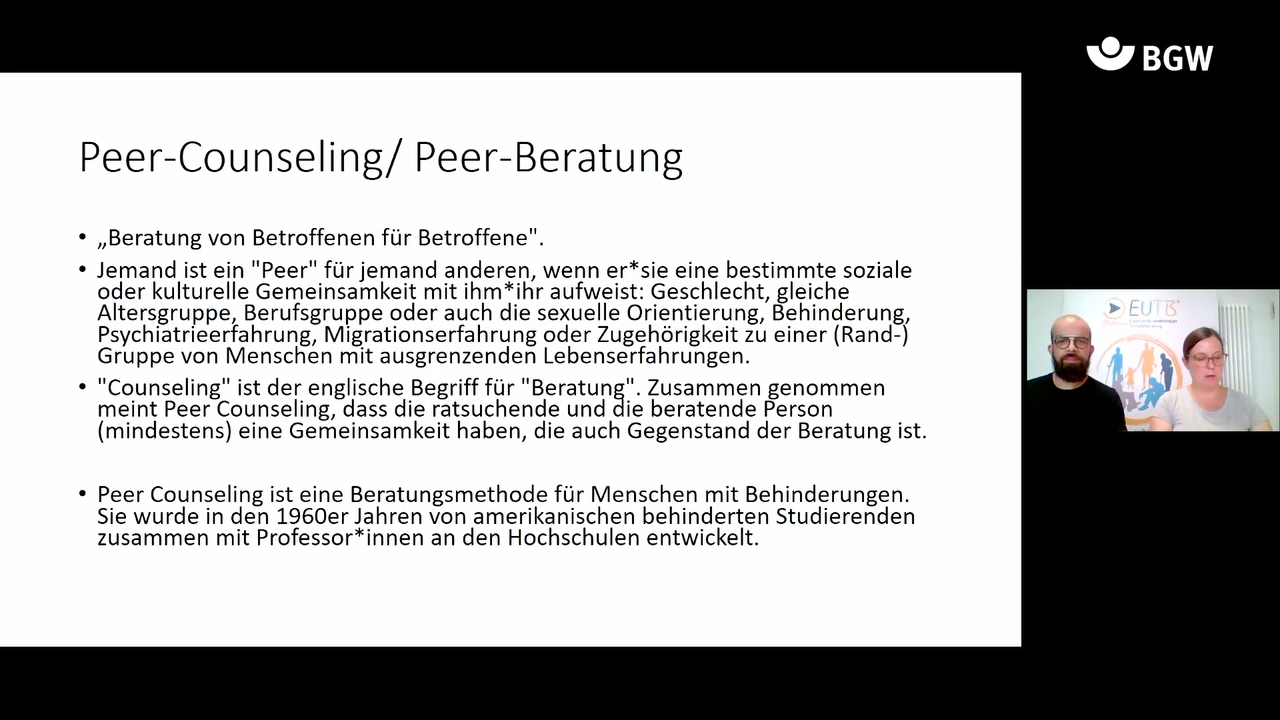 BGW
Peer-Counseling/ Peer-Beratung
• „Beratung von Betroffenen für Betroffene".
• Jemand ist ein "Peer" für jemand anderen, wenn er*sie eine bestimmte soziale
oder kulturelle Gemeinsamkeit mit ihm*ihr aufweist: Geschlecht, gleiche
Altersgruppe, Berufsgruppe oder auch die sexuelle Orientierung, Behinderung,
Psychiatrieerfahrung, Migrationserfahrung oder Zugehörigkeit zu einer (Rand-)
Gruppe von Menschen mit ausgrenzenden Lebenserfahrungen.
• "Counseling" ist der englische Begriff für "Beratung". Zusammen genommen
meint Peer Counseling, dass die ratsuchende und die beratende Person
(mindestens) eine Gemeinsamkeit haben, die auch Gegenstand der Beratung ist.
• Peer Counseling ist eine Beratungsmethode für Menschen mit Behinderungen.
Sie wurde in den 1960er Jahren von amerikanischen behinderten Studierenden
zusammen mit Professor*innen an den Hochschulen entwickelt.
EUTB